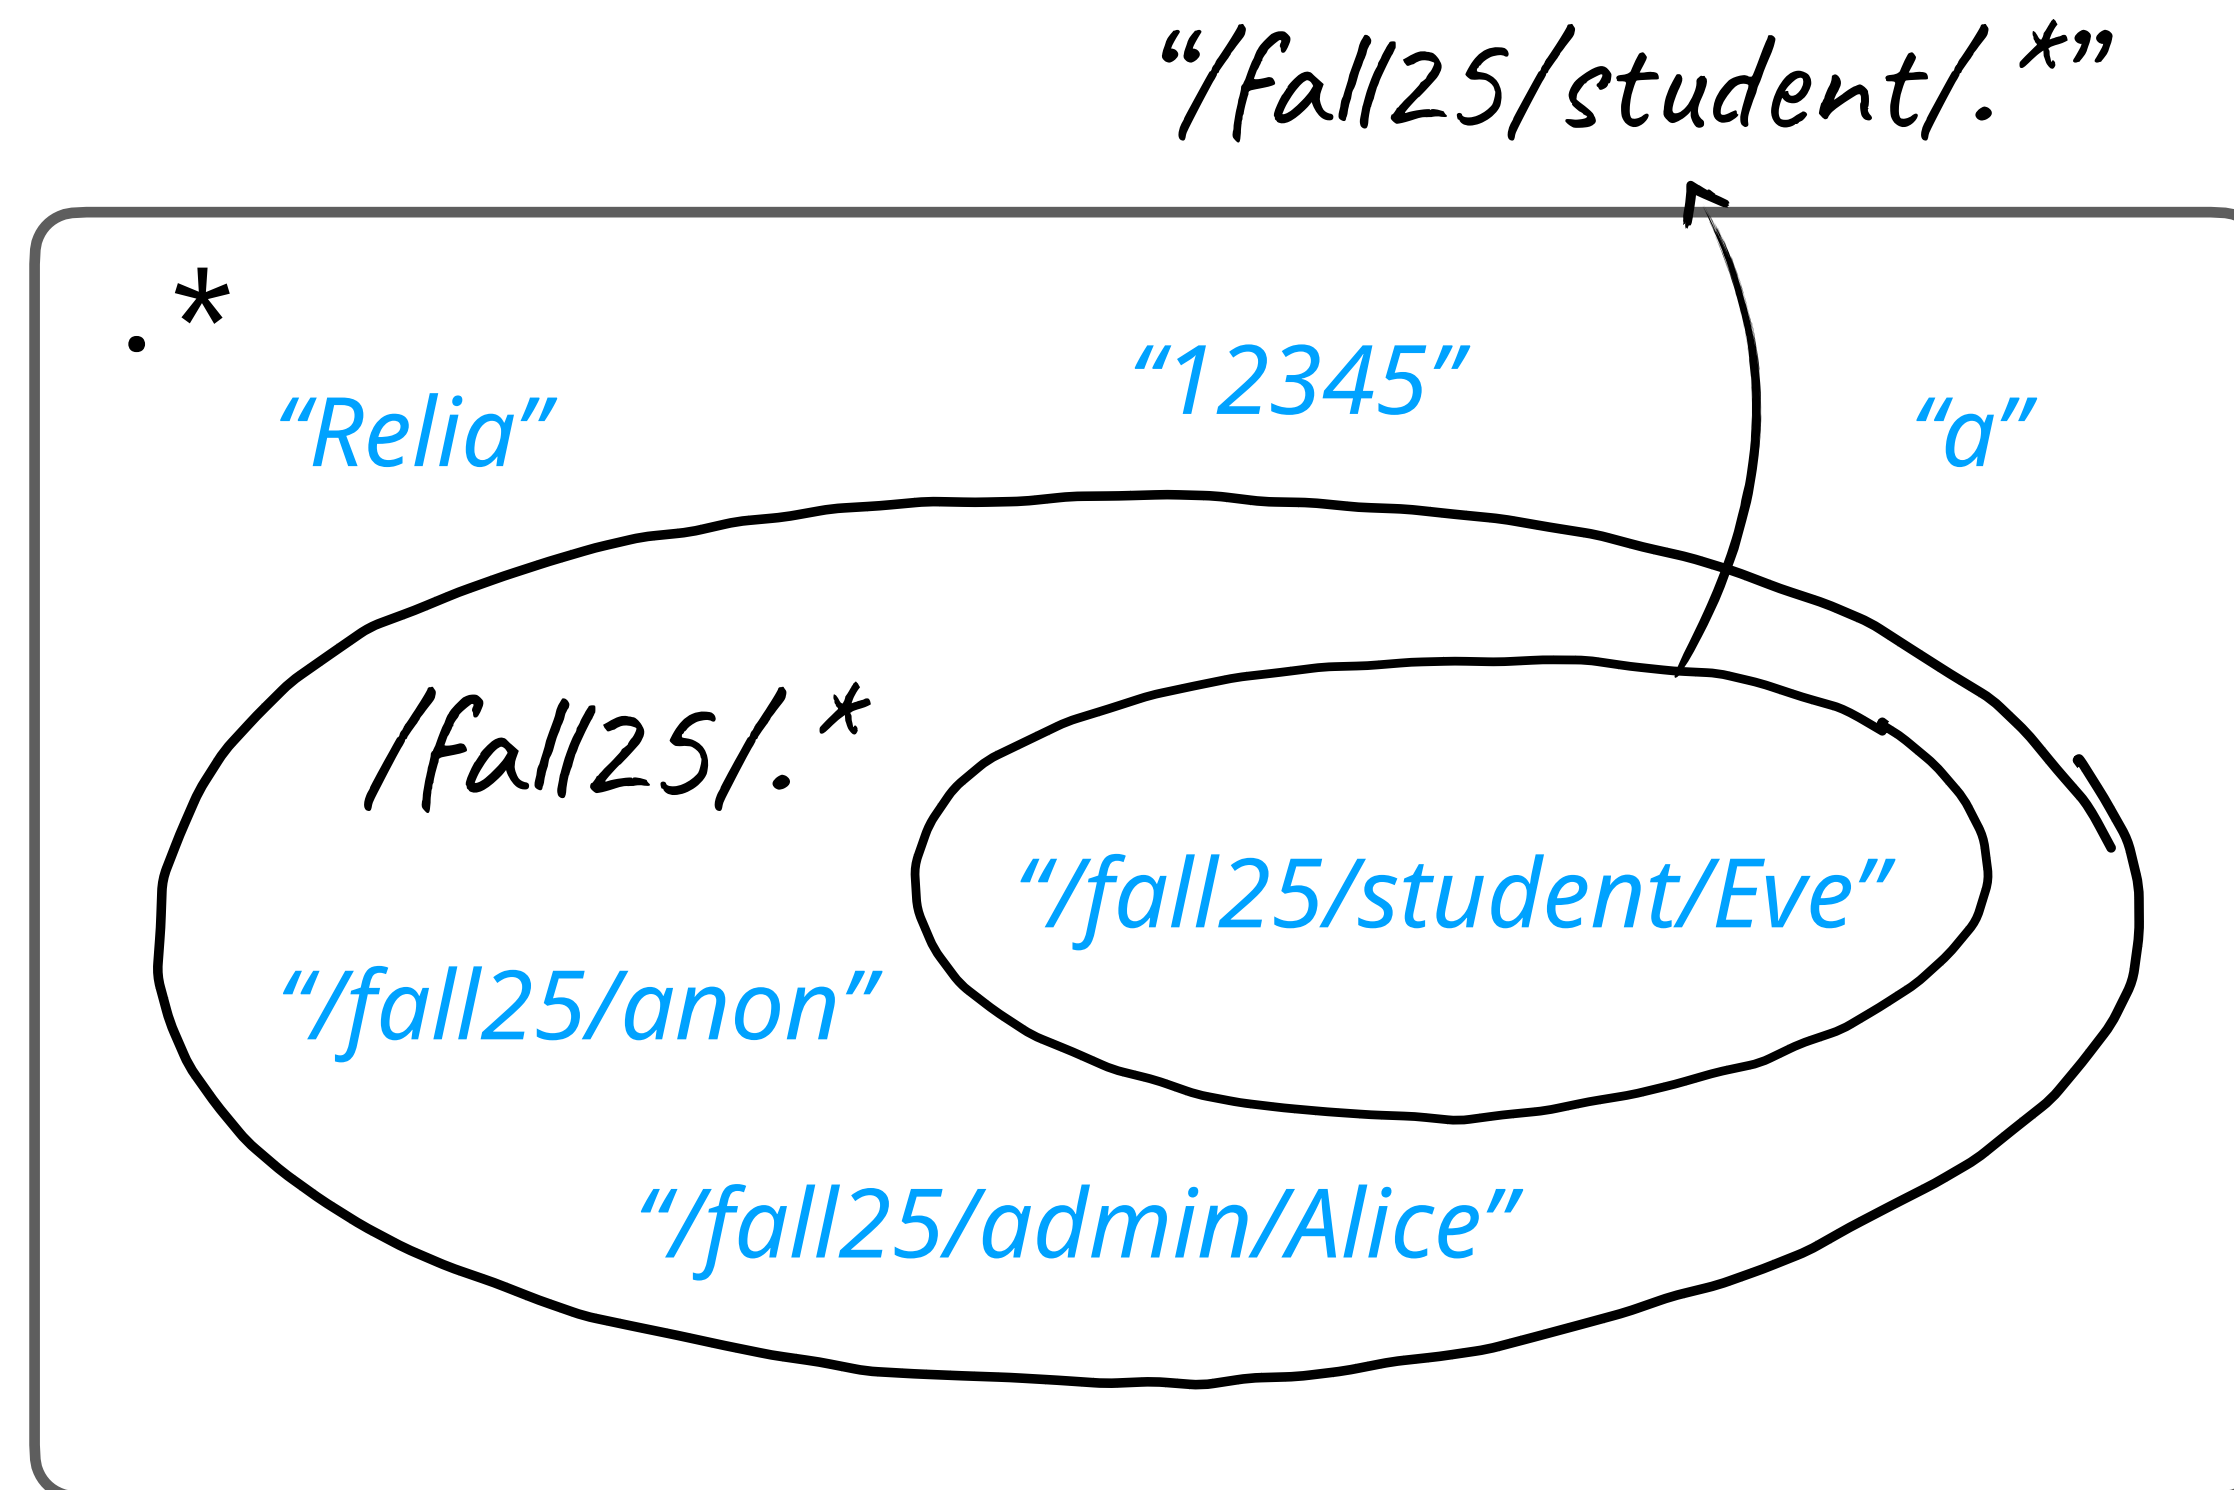 “/fall25/student/.*”
.*
“12345”
“Relia”
“a”
/fall25/.*
“/fall25/student/Eve”
“/fall25/anon”
“/fall25/admin/Alice”